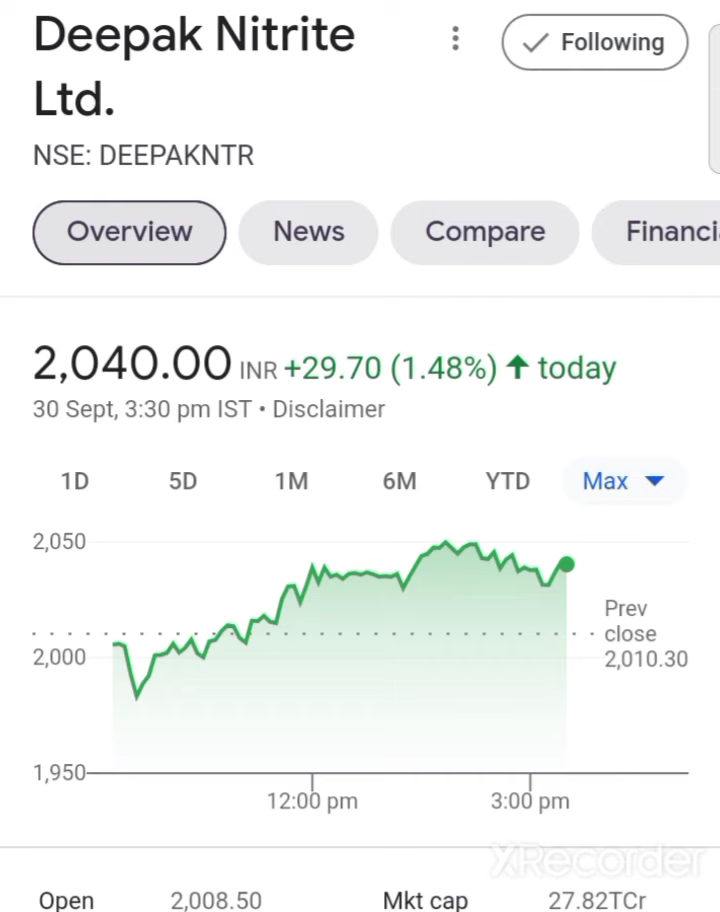 Deepak Nitrite
Ltd.
Following
NSE: DEEPAKNTR
Overview News Compare Financi
2,040.00 INR +29.70 (1.48%) ↑ today
30 Sept, 3:30 pm IST • Disclaimer
1D 5D 1M 6M YTD Max
2,050
2,000
1,950
Prev
close
2,010.30
12:00 pm 3:00 pm
XRecorder
Open 2,008.50 Mkt cap 27.82TCr